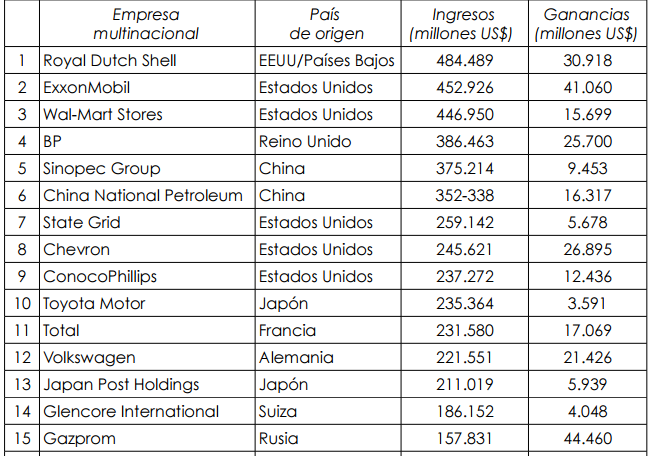 Empresa multinacional País de origen Ingresos (millones US$) Ganancias (millones US$)
1 Royal Dutch Shell EEUU/Países Bajos 484.489 30.918
2 ExxonMobil Estados Unidos 452.926 41.060
3 Wal-Mart Stores Estados Unidos 446.950 15.699
4 BP Reino Unido 386.463 25.700
5 Sinopec Group China 375.214 9.453
6 China National Petroleum China 352-338 16.317
7 State Grid Estados Unidos 259.142 5.678
8 Chevron Estados Unidos 245.621 26.895
9 ConocoPhillips Estados Unidos 237.272 12.436
10 Toyota Motor Japón 235.364 3.591
11 Total Francia 231.580 17.069
12 Volkswagen Alemania 221.551 21.426
13 Japan Post Holdings Japón 211.019 5.939
14 Glencore International Suiza 186.152 4.048
15 Gazprom Rusia 157.831 44.460